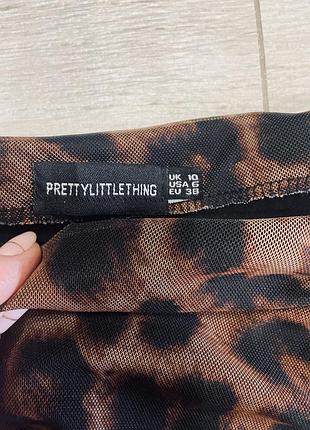 PRETTYLITTLETHING
UK 10
USA 6
EU 38